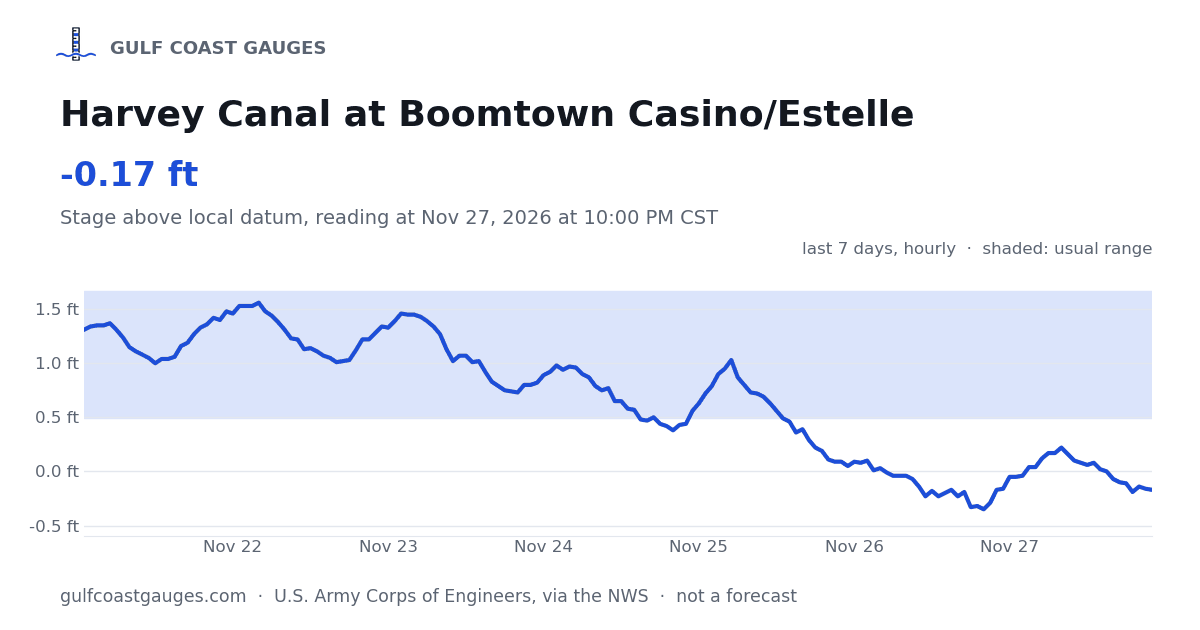 GULF COAST GAUGES
Harvey Canal at Boomtown Casino/Estelle
-0.17 ft
Stage above local datum, reading at Nov 27, 2026 at 10:00 PM CST
last 7 days, hourly · shaded: usual range
1.5 ft
1.0 ft
0.5 ft
0.0 ft
-0.5 ft
Nov 22 Nov 23 Nov 24 Nov 25 Nov 26 Nov 27
gulfcoastgauges.com · U.S. Army Corps of Engineers, via the NWS · not a forecast